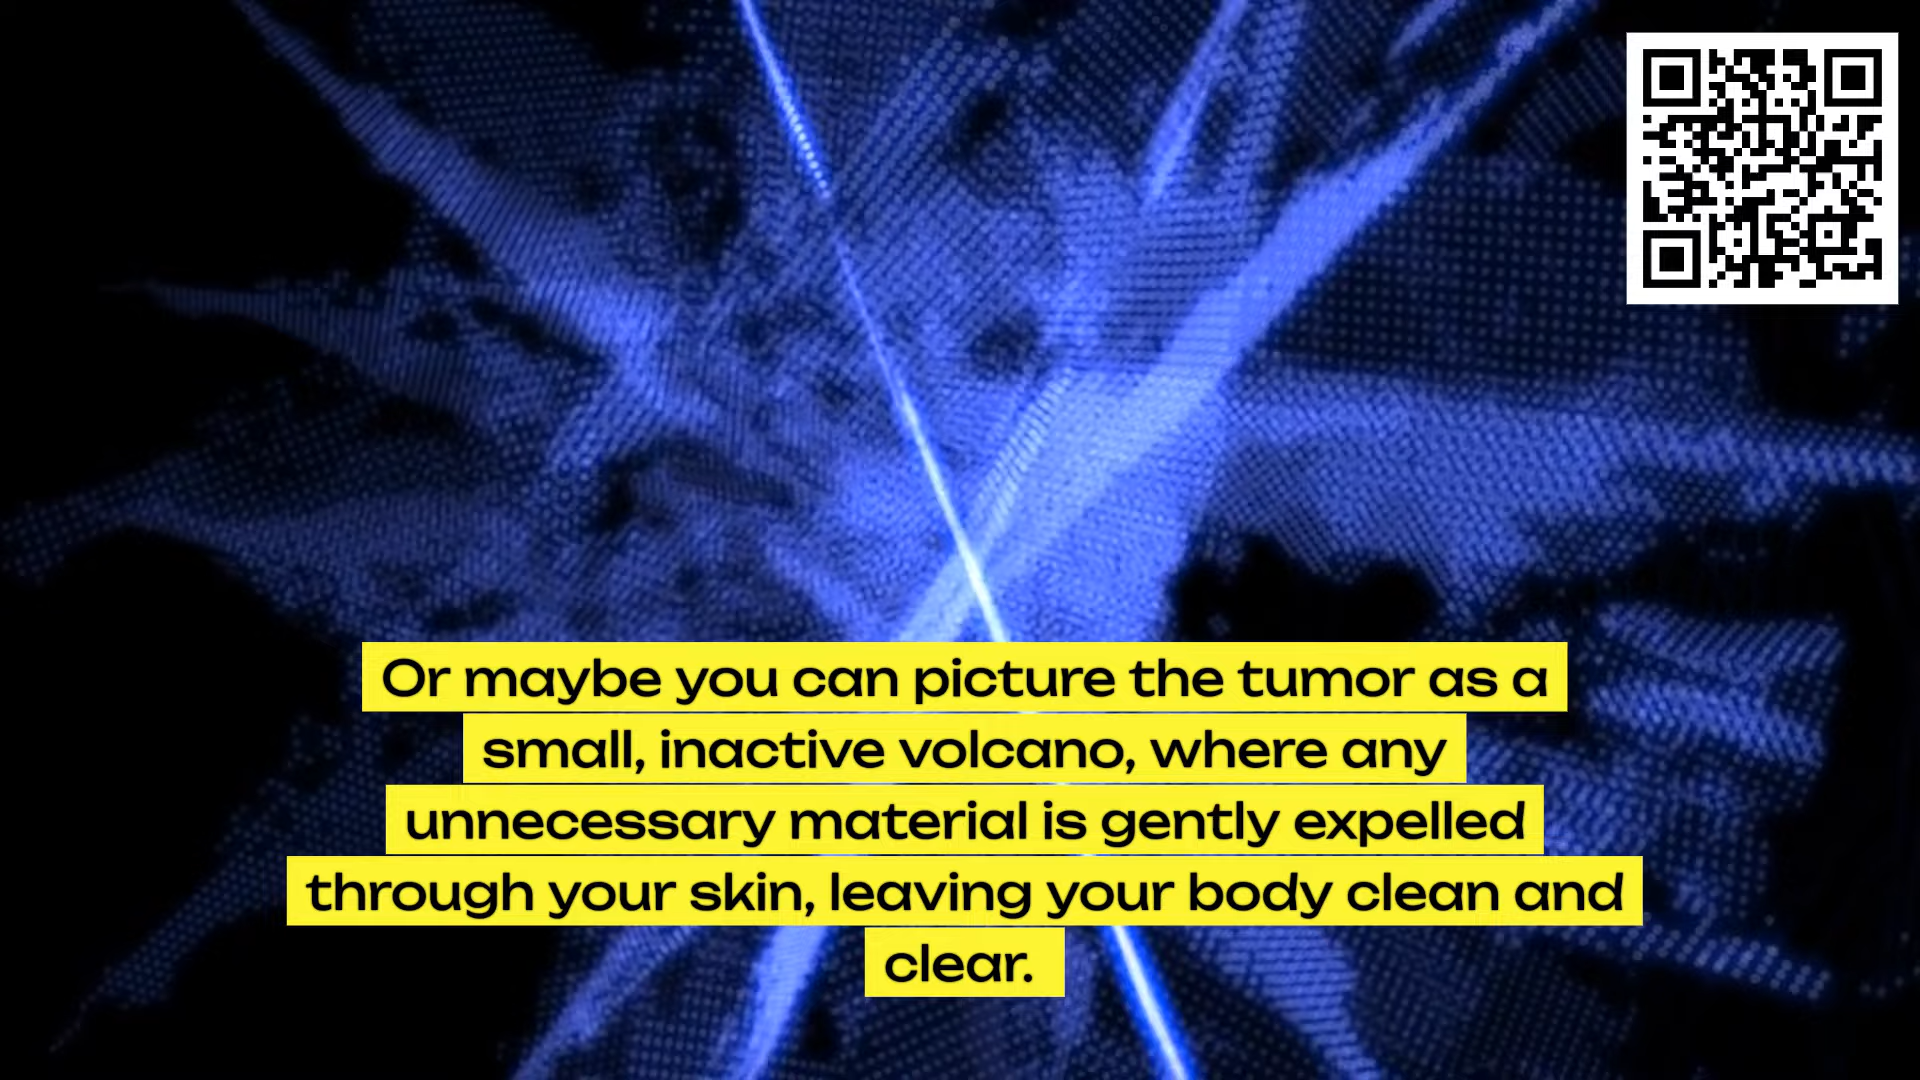 Or maybe you can picture the tumor as a
small, inactive volcano, where any
unnecessary material is gently expelled
through your skin, leaving your body clean and
clear.